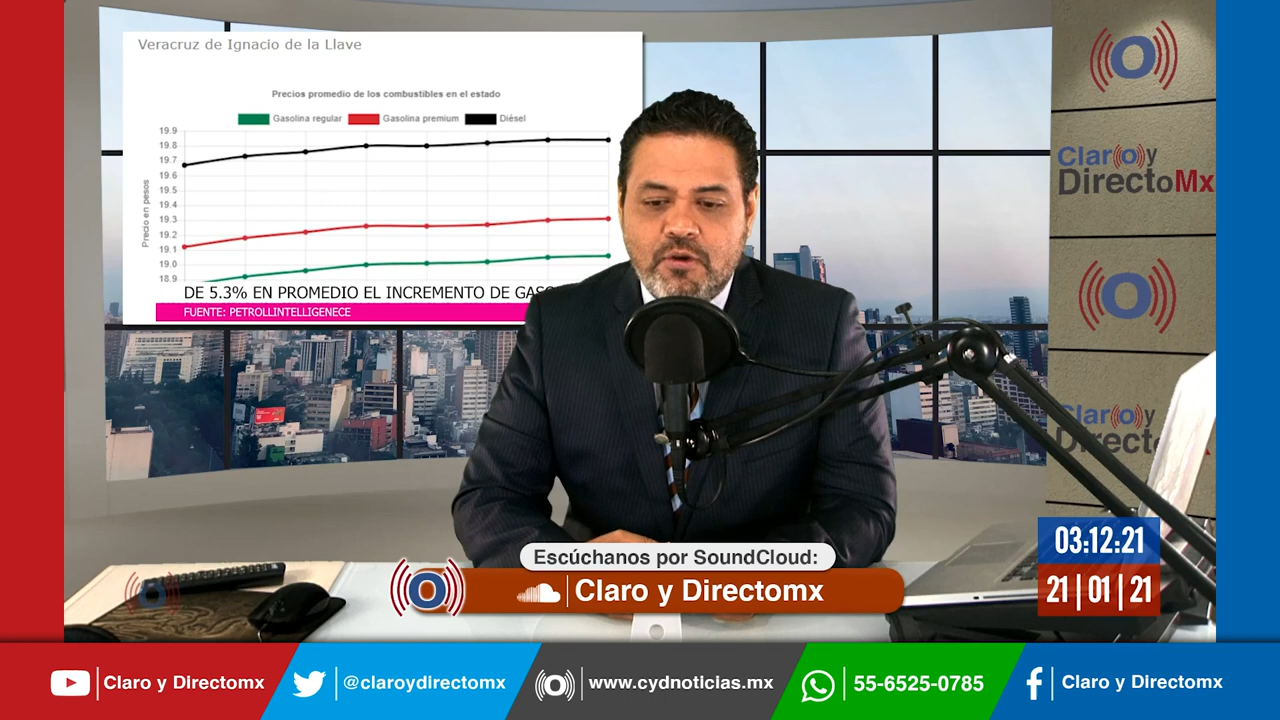 Veracruz de Ignacio de la Llave
Precios promedio de los combustibles en el estado
Gasolina regular Gasolina premium Diésel
19.9
19.8
19.7
19.6
19.5
19.4
19.3
19.2
19.1
19.0
18.9
Precio en pesos
DE 5.3% EN PROMEDIO EL INCREMENTO DE
FUENTE: PETROLLINTELLIGENECE
Claro y
DirectoMx
Claro y
Directo
03:12:21
21|01|21
Escúchanos por SoundCloud:
Claro y Directomx
Claro y Directomx
@claroydirectomx
www.cydnoticias.mx
55-6525-0785
Claro y Directomx